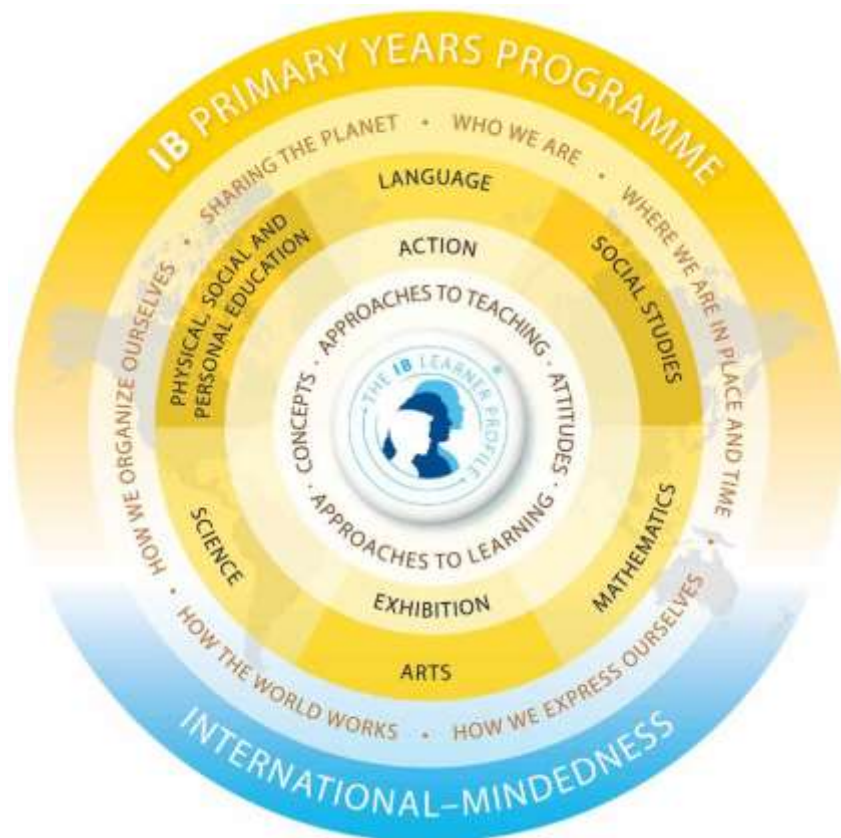 IB PRIMARY YEARS PROGRAMME
SHARING THE PLANET • WHO WE ARE • WHERE WE ARE IN PLACE AND TIME • HOW WE EXPRESS OURSELVES • HOW THE WORLD WORKS • HOW WE ORGANIZE OURSELVES •
LANGUAGE
SOCIAL STUDIES
MATHEMATICS
ARTS
SCIENCE
PHYSICAL, SOCIAL AND
PERSONAL EDUCATION
ACTION
EXHIBITION
APPROACHES TO TEACHING · ATTITUDES · APPROACHES TO LEARNING · CONCEPTS ·
THE IB LEARNER PROFILE
INTERNATIONAL–MINDEDNESS